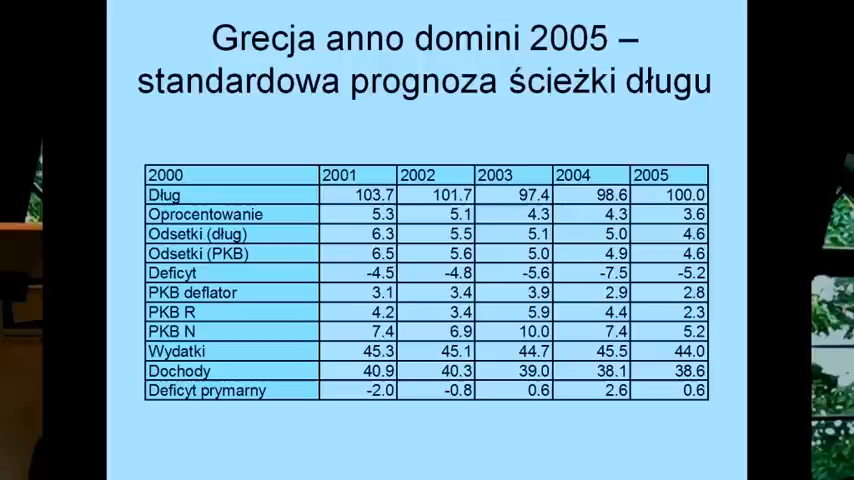 Grecja anno domini 2005 –
standardowa prognoza ścieżki długu
2000 2001 2002 2003 2004 2005
Dług 103.7 101.7 97.4 98.6 100.0
Oprocentowanie 5.3 5.1 4.3 4.3 3.6
Odsetki (dług) 6.3 5.5 5.1 5.0 4.6
Odsetki (PKB) 6.5 5.6 5.0 4.9 4.6
Deficyt -4.5 -4.8 -5.6 -7.5 -5.2
PKB deflator 3.1 3.4 3.9 2.9 2.8
PKB R 4.2 3.4 5.9 4.4 2.3
PKB N 7.4 6.9 10.0 7.4 5.2
Wydatki 45.3 45.1 44.7 45.5 44.0
Dochody 40.9 40.3 39.0 38.1 38.6
Deficyt prymarny -2.0 -0.8 0.6 2.6 0.6